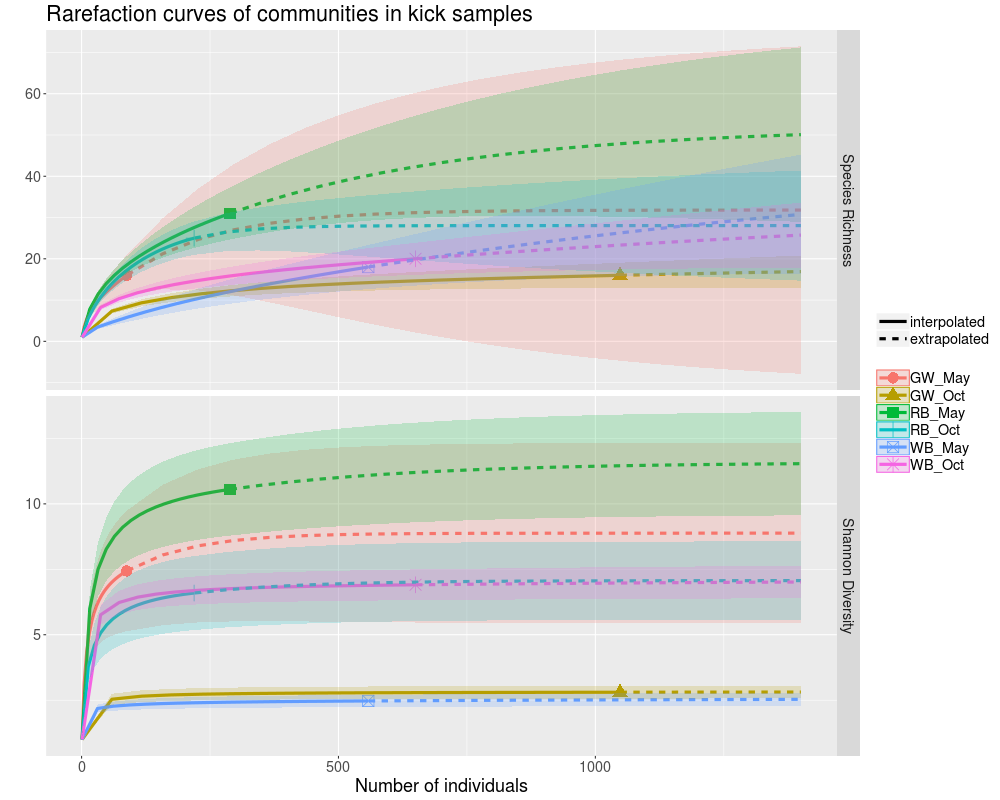 Rarefaction curves of communities in kick samples
60
40
20
0
Species Richness
10
5
Shannon Diversity
0
500
1000
Number of individuals
interpolated
extrapolated
GW_May
GW_Oct
RB_May
RB_Oct
WB_May
WB_Oct